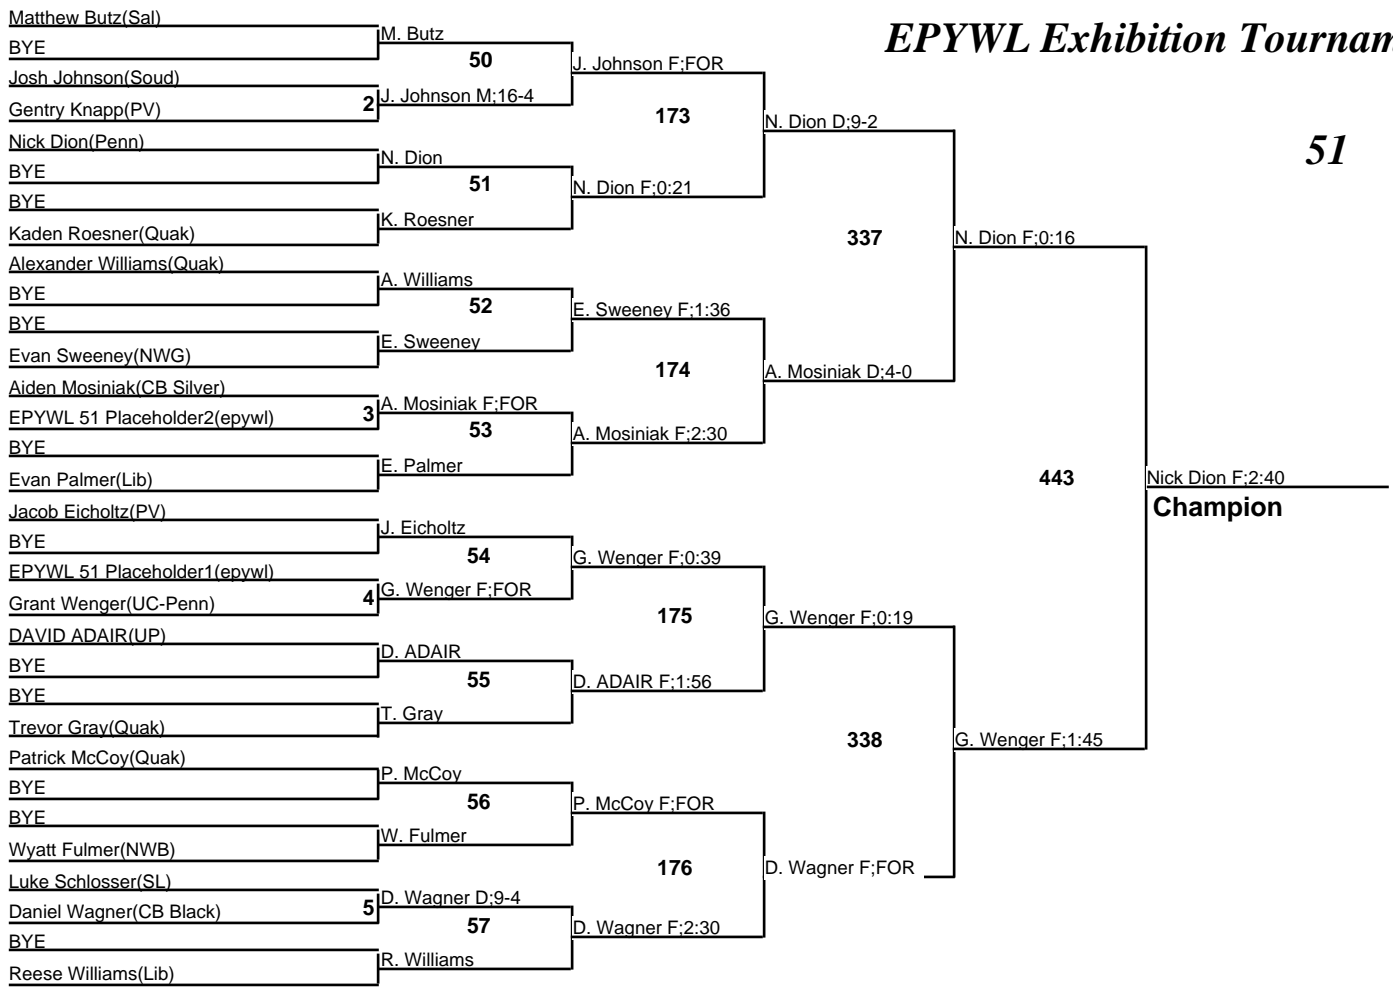 EPYWL Exhibition Tournam
51
Matthew Butz(Sal)
BYE
Josh Johnson(Soud)
Gentry Knapp(PV)
Nick Dion(Penn)
BYE
BYE
Kaden Roesner(Quak)
Alexander Williams(Quak)
BYE
BYE
Evan Sweeney(NWG)
Aiden Mosiniak(CB Silver)
EPYWL 51 Placeholder2(epywl)
BYE
Evan Palmer(Lib)
Jacob Eicholtz(PV)
BYE
EPYWL 51 Placeholder1(epywl)
Grant Wenger(UC-Penn)
DAVID ADAIR(UP)
BYE
BYE
Trevor Gray(Quak)
Patrick McCoy(Quak)
BYE
BYE
Wyatt Fulmer(NWB)
Luke Schlosser(SL)
Daniel Wagner(CB Black)
BYE
Reese Williams(Lib)
2
3
4
5
M. Butz
50
J. Johnson M;16-4
N. Dion
51
K. Roesner
A. Williams
52
E. Sweeney
A. Mosiniak F;FOR
53
E. Palmer
J. Eicholtz
54
G. Wenger F;FOR
D. ADAIR
55
T. Gray
P. McCoy
56
W. Fulmer
D. Wagner D;9-4
57
R. Williams
J. Johnson F;FOR
173
N. Dion F;0:21
E. Sweeney F;1:36
174
A. Mosiniak F;2:30
G. Wenger F;0:39
175
D. ADAIR F;1:56
P. McCoy F;FOR
176
D. Wagner F;2:30
N. Dion D;9-2
337
A. Mosiniak D;4-0
G. Wenger F;0:19
338
D. Wagner F;FOR
N. Dion F;0:16
443
G. Wenger F;1:45
Nick Dion F;2:40
Champion